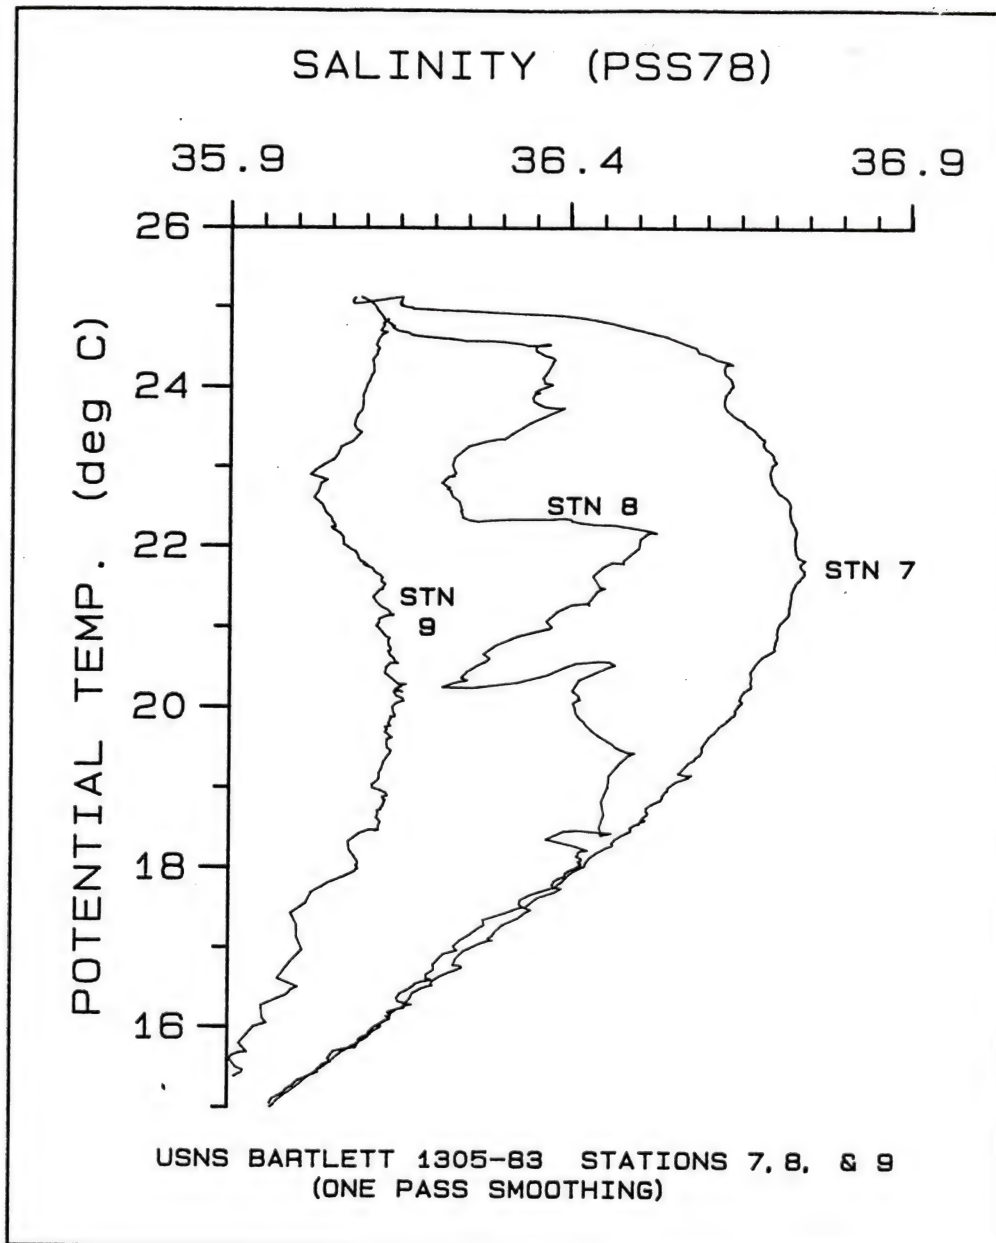 SALINITY (PSS78)
35.9 36.4 36.9
26
24
22
20
18
16
POTENTIAL TEMP. (deg C)
STN 8
STN 7
STN
9
USNS BARTLETT 1305-83 STATIONS 7, 8, & 9
(ONE PASS SMOOTHING)